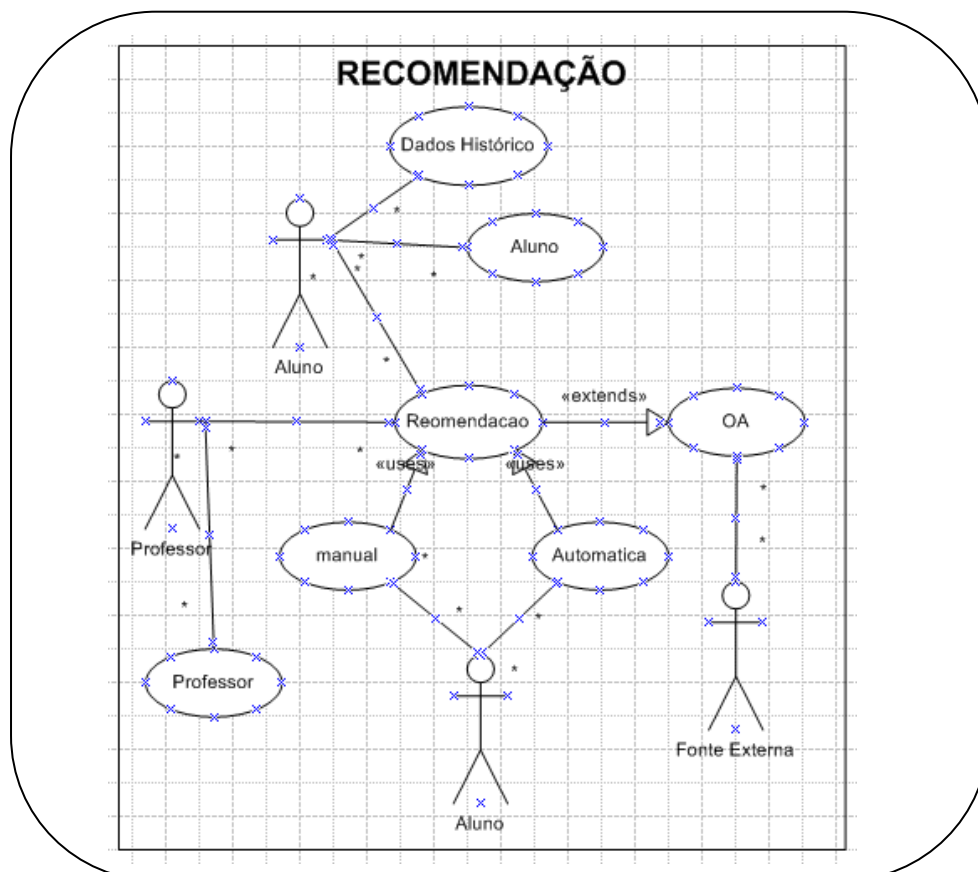 RECOMENDAÇÃO
Dados Histórico
*
Aluno
*
*
*
*
*
Aluno
«extends»
Reomendacao
OA
*
*
*
«uses»
«uses»
*
Professor
manual
*
Automatica
*
*
*
*
*
Professor
Fonte Externa
Aluno